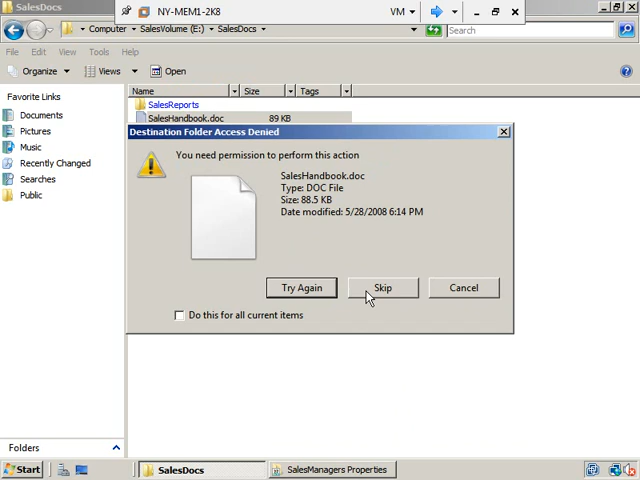 SalesDocs
NY-MEM1-2K8
VM
Computer SalesVolume (E:) SalesDocs
Search
File Edit View Tools Help
Organize Views Open
Favorite Links
Documents
Pictures
Music
Recently Changed
Searches
Public
Folders
Name Size Tags
SalesReports
SalesHandbook.doc 89 KB
Destination Folder Access Denied
You need permission to perform this action
SalesHandbook.doc
Type: DOC File
Size: 88.5 KB
Date modified: 5/28/2008 6:14 PM
Try Again Skip Cancel
Do this for all current items
Start SalesDocs SalesManagers Properties